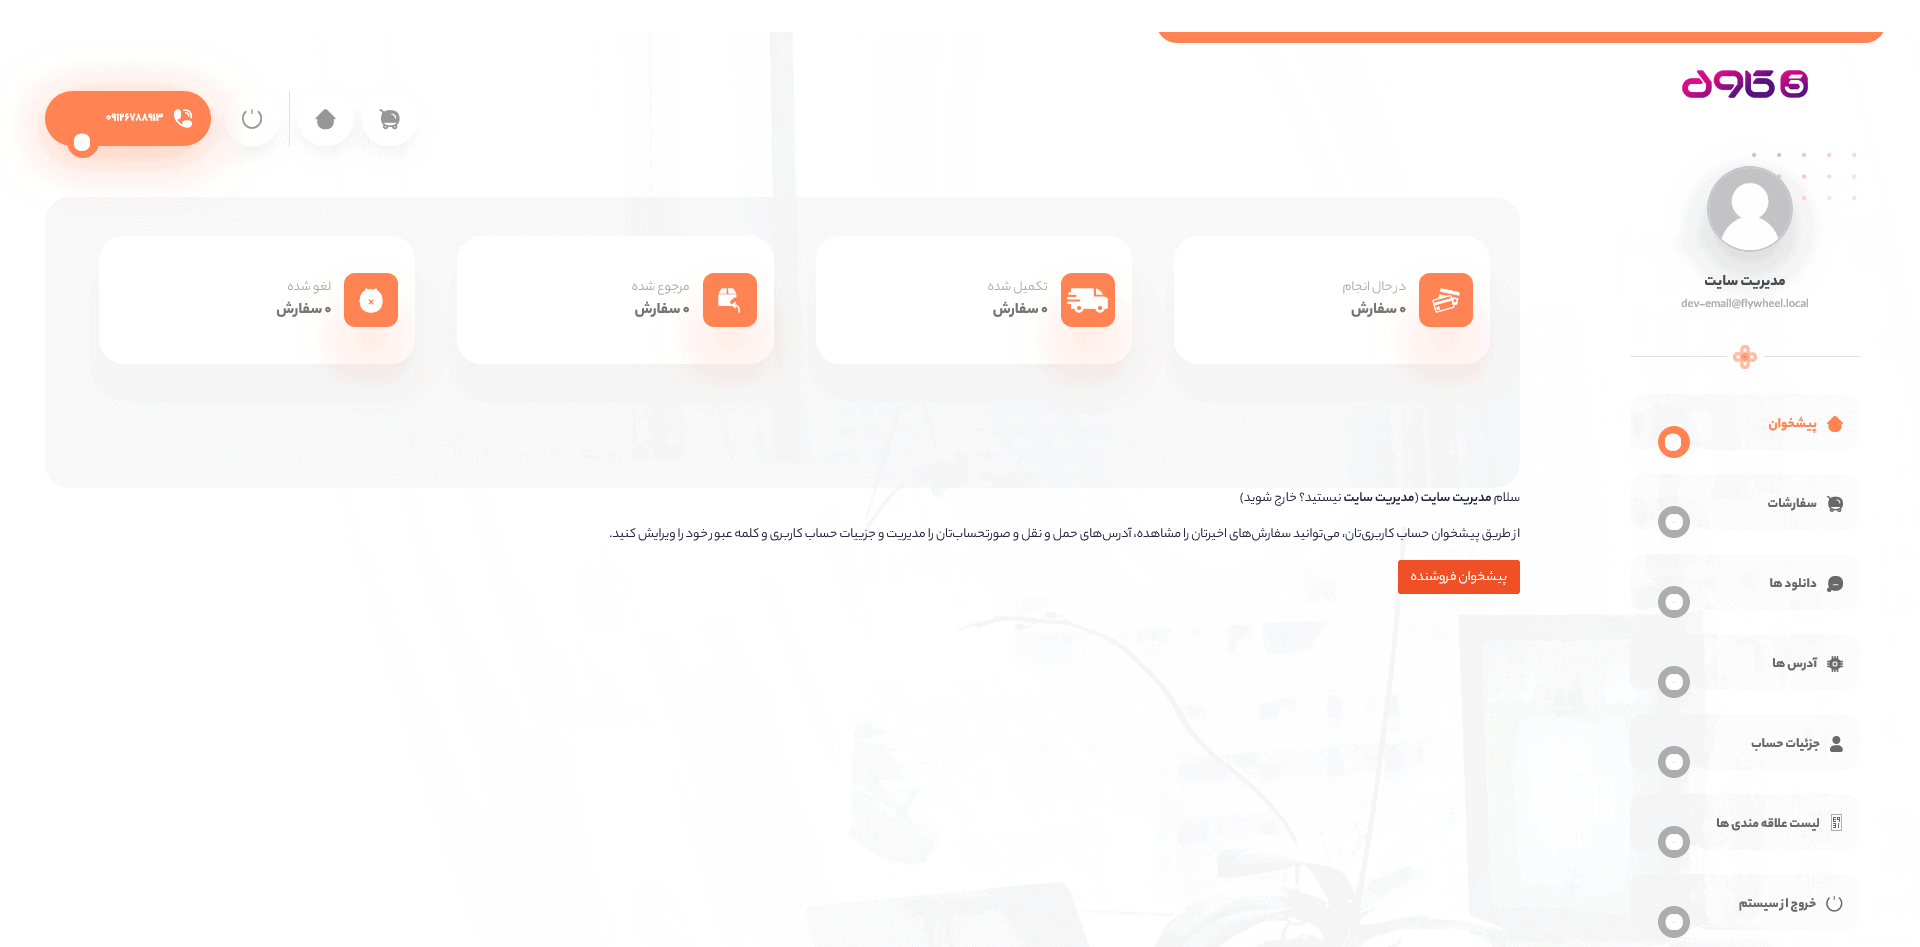 کاوه
۰۹۱۲۶۷۸۸۹۱۳
مدیریت سایت
dev-email@flywheel.local
پیشخوان
سفارشات
دانلود ها
آدرس ها
جزئیات حساب
لیست علاقه مندی ها
خروج از سیستم
در حال انجام
۰ سفارش
تکمیل شده
۰ سفارش
مرجوع شده
۰ سفارش
لغو شده
۰ سفارش
سلام مدیریت سایت (مدیریت سایت نیستید؟ خارج شوید)
از طریق پیشخوان حساب کاربری‌تان، می‌توانید سفارش‌های اخیرتان را مشاهده، آدرس‌های حمل و نقل و صورتحساب‌تان را مدیریت و جزییات حساب کاربری و کلمه عبور خود را ویرایش کنید.
پیشخوان فروشنده